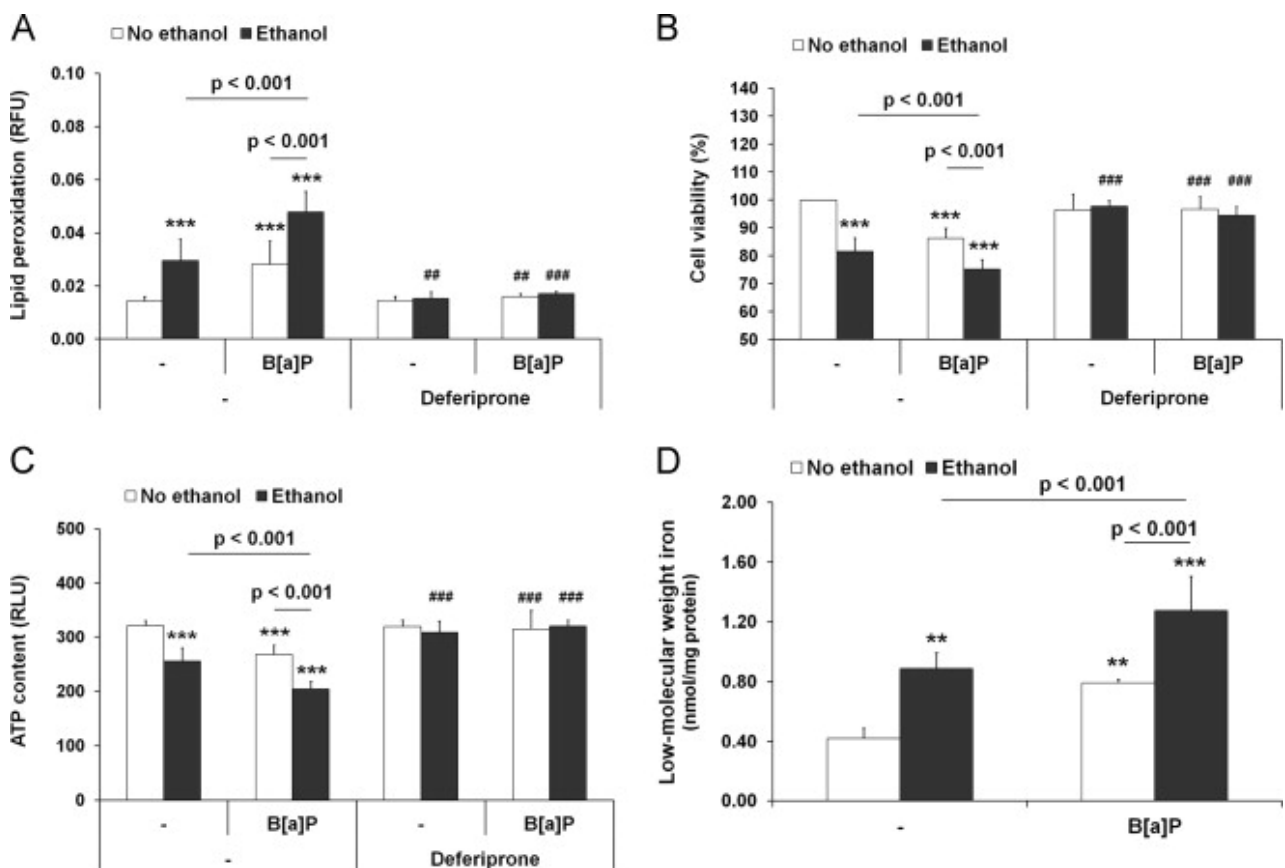 A
No ethanol Ethanol
Lipid peroxidation (RFU)
0.10
0.08
0.06
0.04
0.02
0.00
p < 0.001
p < 0.001
***
***
***
##
##
###
- B[a]P - B[a]P
- Deferiprone
B
No ethanol Ethanol
Cell viability (%)
140
130
120
110
100
90
80
70
60
50
p < 0.001
p < 0.001
***
***
***
###
###
###
- B[a]P - B[a]P
- Deferiprone
C
No ethanol Ethanol
ATP content (RLU)
500
400
300
200
100
0
p < 0.001
p < 0.001
***
***
***
###
###
###
- B[a]P - B[a]P
- Deferiprone
D
No ethanol Ethanol
Low-molecular weight iron
(nmol/mg protein)
2.00
1.60
1.20
0.80
0.40
0.00
p < 0.001
p < 0.001
**
**
***
- B[a]P